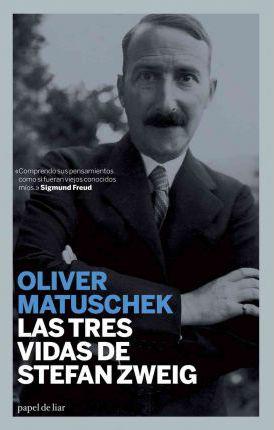 «Comprendo sus pensamientos
como si fueran viejos conocidos
míos.» Sigmund Freud
OLIVER
MATUSCHEK
LAS TRES
VIDAS DE
STEFAN ZWEIG
papel de liar